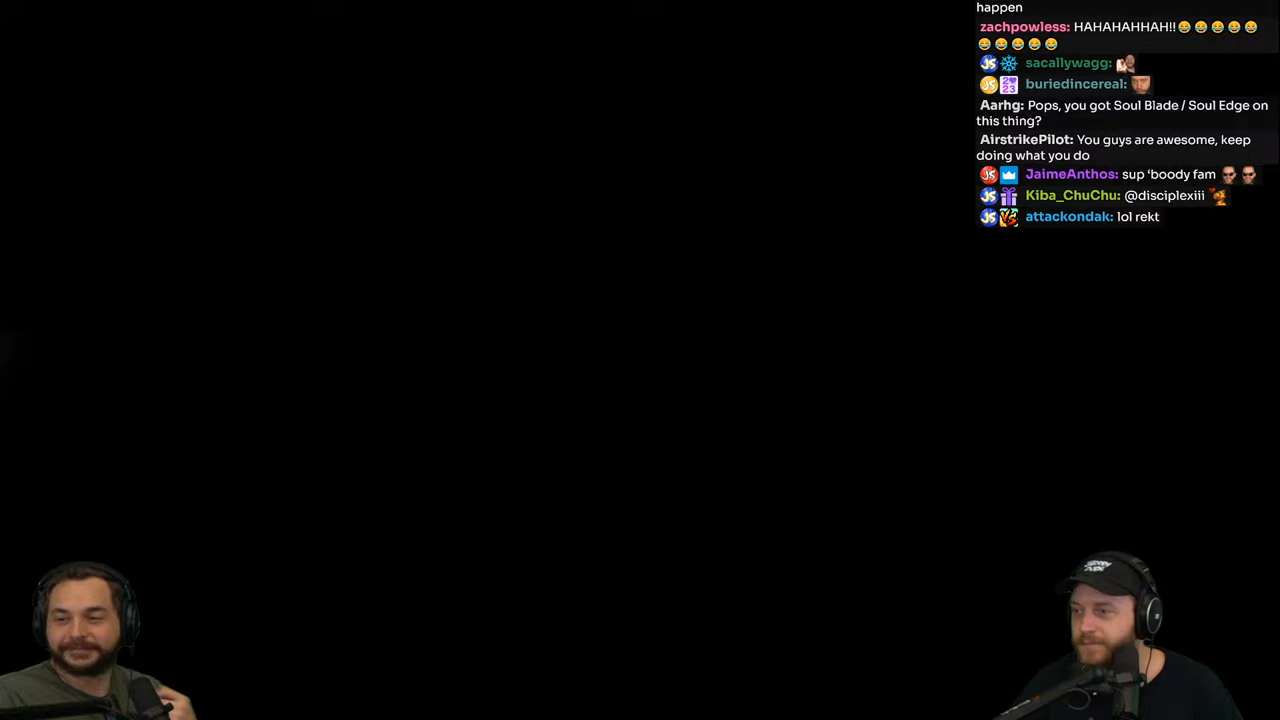 happen
zachpowless: HAHAHAHHAH!!😂😂😂😂😂
😂😂😂😂😂
sacallywagg:
buriedincereal:
Aarhg: Pops, you got Soul Blade / Soul Edge on
this thing?
AirstrikePilot: You guys are awesome, keep
doing what you do
JaimeAnthos: sup ‘boody fam
Kiba_ChuChu: @disciplexiii
attackondak: lol rekt